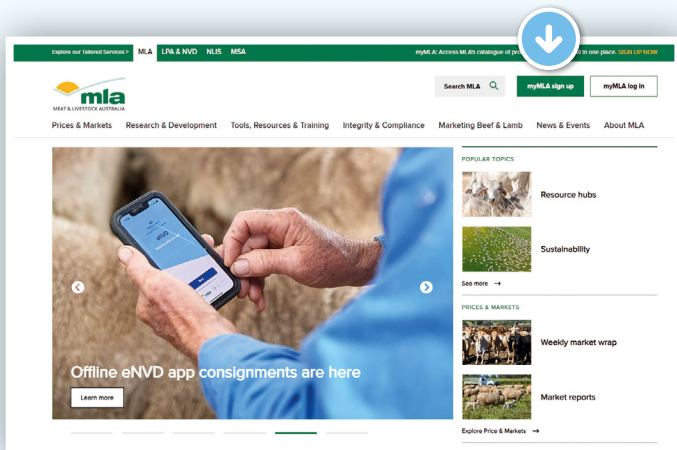 Explore our Tailored Services > MLA LPA & NVD NLIS MSA
myMLA: Access MLA's catalogue of in one place. SIGN UP NOW
mla
MEAT & LIVESTOCK AUSTRALIA
Search MLA myMLA sign up myMLA log in
Prices & Markets Research & Development Tools, Resources & Training Integrity & Compliance Marketing Beef & Lamb News & Events About MLA
POPULAR TOPICS
Resource hubs
Sustainability
See more →
PRICES & MARKETS
Weekly market wrap
Market reports
Explore Price & Markets →
eNVD
Offline eNVD app consignments are here
Learn more